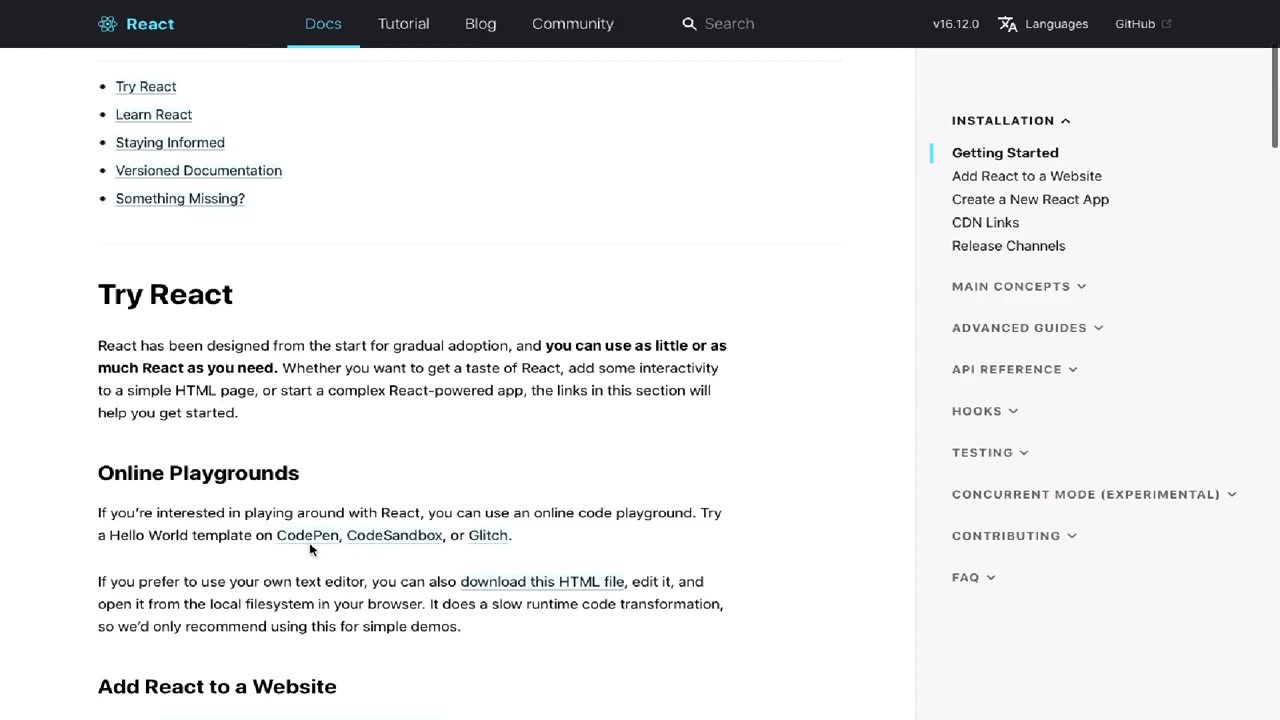 React
Docs
Tutorial
Blog
Community
Search
v16.12.0
Languages
GitHub
Try React
Learn React
Staying Informed
Versioned Documentation
Something Missing?
Try React
React has been designed from the start for gradual adoption, and you can use as little or as
much React as you need. Whether you want to get a taste of React, add some interactivity
to a simple HTML page, or start a complex React-powered app, the links in this section will
help you get started.
Online Playgrounds
If you're interested in playing around with React, you can use an online code playground. Try
a Hello World template on CodePen, CodeSandbox, or Glitch.
If you prefer to use your own text editor, you can also download this HTML file, edit it, and
open it from the local filesystem in your browser. It does a slow runtime code transformation,
so we'd only recommend using this for simple demos.
Add React to a Website
INSTALLATION
Getting Started
Add React to a Website
Create a New React App
CDN Links
Release Channels
MAIN CONCEPTS
ADVANCED GUIDES
API REFERENCE
HOOKS
TESTING
CONCURRENT MODE (EXPERIMENTAL)
CONTRIBUTING
FAQ